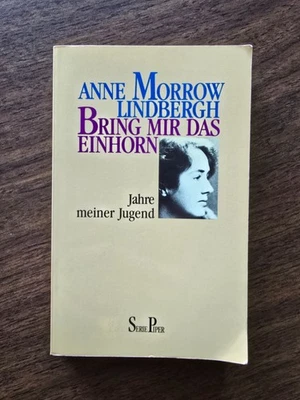 ANNE MORROW
LINDBERGH
BRING MIR DAS
EINHORN
Jahre
meiner Jugend
SERIE PIPER